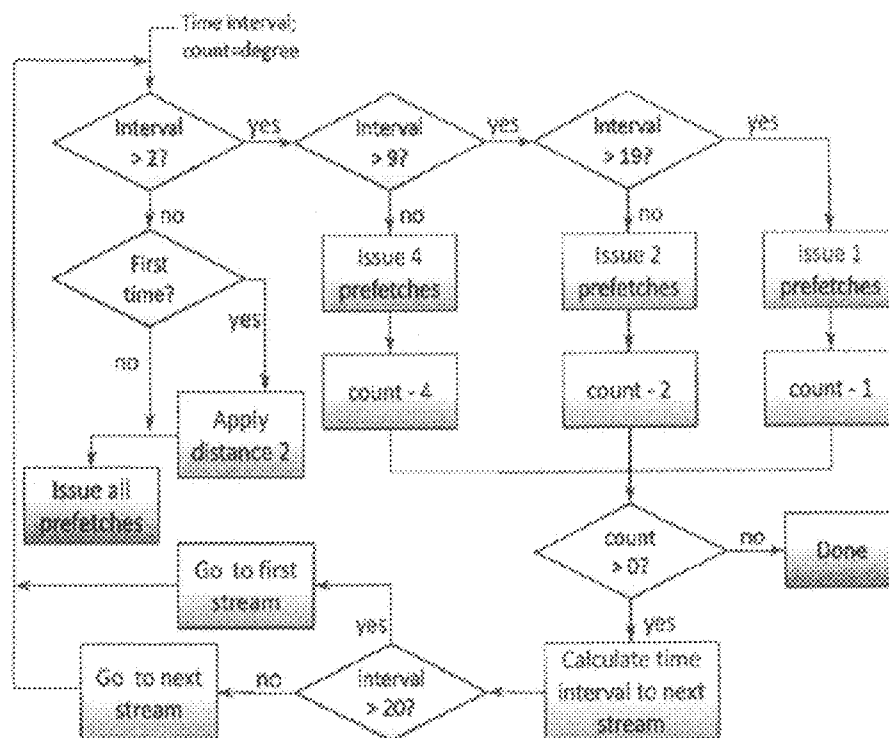 Time interval;
count=degree
Interval
> 2?
yes
Interval
> 9?
yes
Interval
> 19?
yes
no
no
no
First
time?
Issue 4
prefetches
Issue 2
prefetches
Issue 1
prefetches
yes
no
count - 4
count - 2
count - 1
Apply
distance 2
Issue all
prefetches
count
> 0?
no
Done
Go to first
stream
yes
yes
Go to next
stream
no
interval
> 20?
Calculate time
interval to next
stream